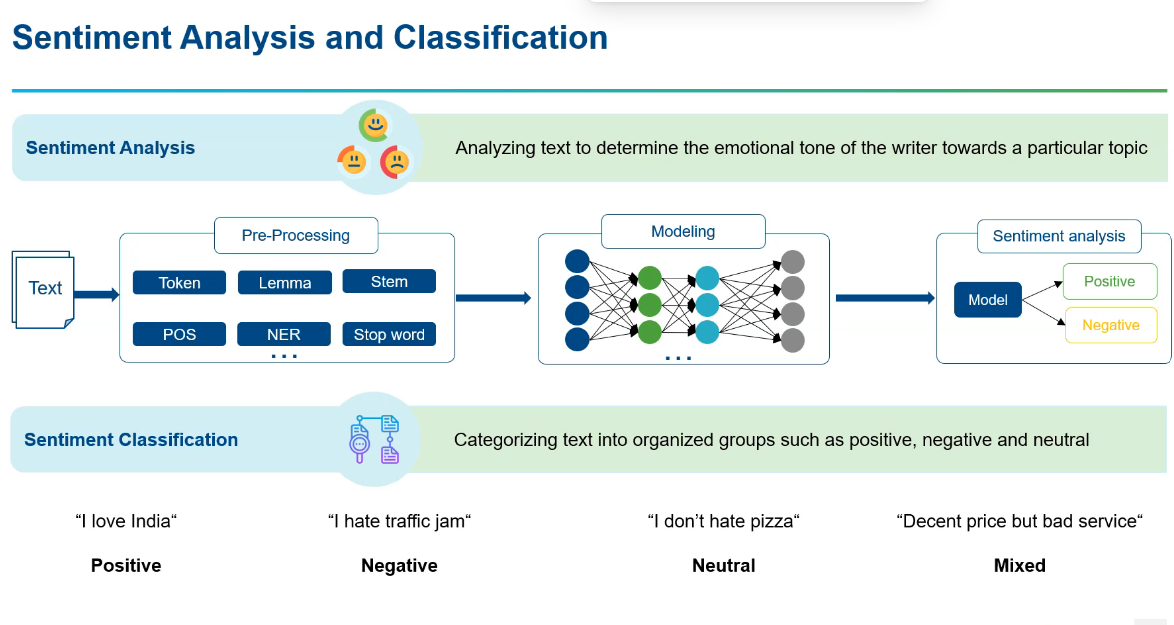 Sentiment Analysis and Classification
Sentiment Analysis
Analyzing text to determine the emotional tone of the writer towards a particular topic
Text
Pre-Processing
Token Lemma Stem
POS NER Stop word
...
Modeling
...
Sentiment analysis
Model
Positive
Negative
Sentiment Classification
Categorizing text into organized groups such as positive, negative and neutral
“I love India“
“I hate traffic jam“
“I don’t hate pizza“
“Decent price but bad service“
Positive
Negative
Neutral
Mixed